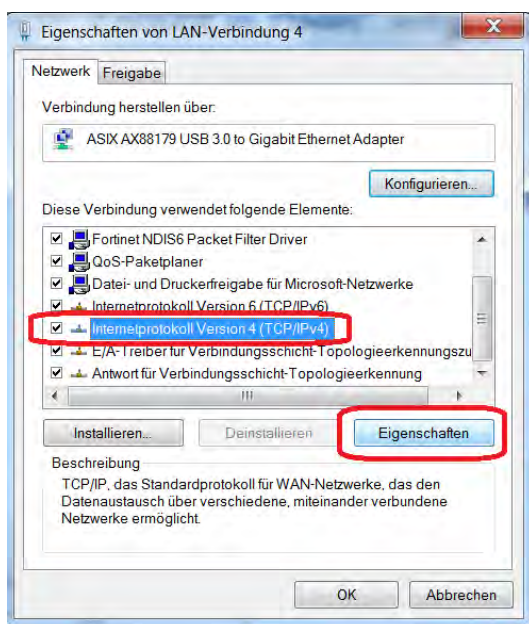 Eigenschaften von LAN-Verbindung 4
Netzwerk Freigabe
Verbindung herstellen über:
ASIX AX88179 USB 3.0 to Gigabit Ethernet Adapter
Konfigurieren...
Diese Verbindung verwendet folgende Elemente:
Fortinet NDIS6 Packet Filter Driver
QoS-Paketplaner
Datei- und Druckerfreigabe für Microsoft-Netzwerke
Internetprotokoll Version 6 (TCP/IPv6)
Internetprotokoll Version 4 (TCP/IPv4)
E/A-Treiber für Verbindungsschicht-Topologieerkennungszu
Antwort für Verbindungsschicht-Topologieerkennung
Installieren... Deinstallieren Eigenschaften
Beschreibung
TCP/IP, das Standardprotokoll für WAN-Netzwerke, das den
Datenaustausch über verschiedene, miteinander verbundene
Netzwerke ermöglicht.
OK Abbrechen